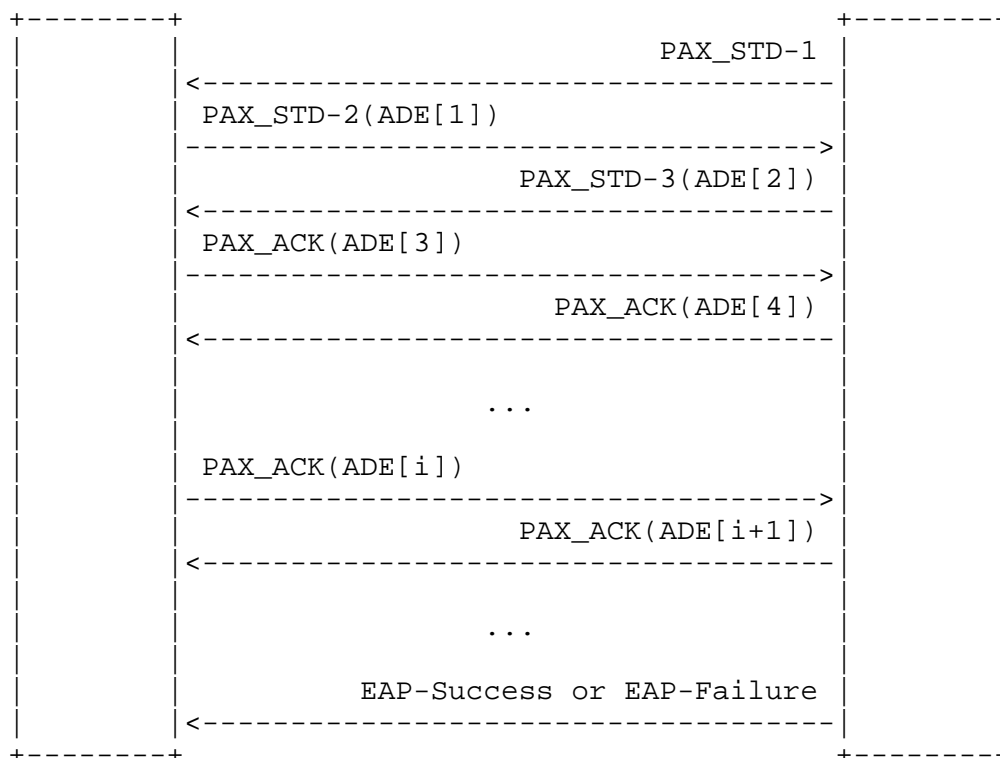 PAX_STD-1
PAX_STD-2(ADE[1])
PAX_STD-3(ADE[2])
PAX_ACK(ADE[3])
PAX_ACK(ADE[4])
...
PAX_ACK(ADE[i])
PAX_ACK(ADE[i+1])
...
EAP-Success or EAP-Failure